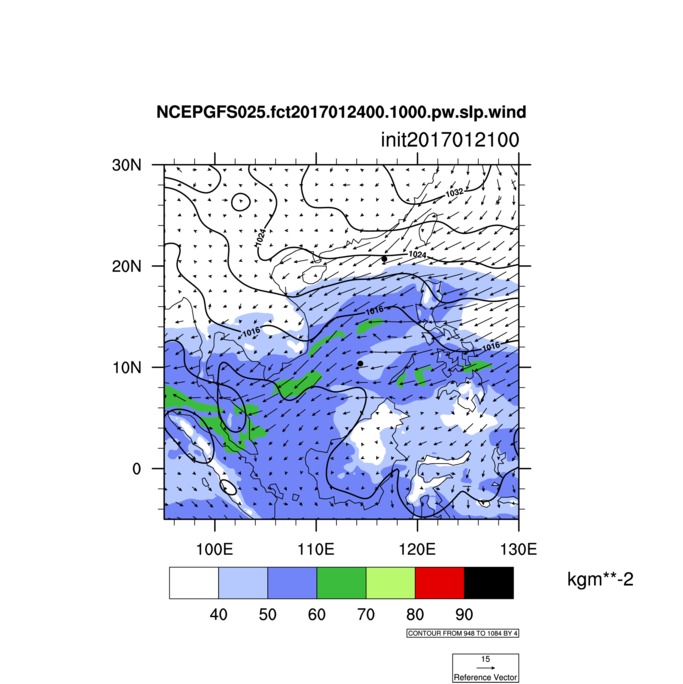 NCEPGFS025.fct2017012400.1000.pw.slp.wind
init2017012100
30N
20N
10N
0
1032
1024
1024
1016
1016
1016
100E 110E 120E 130E
40 50 60 70 80 90
kgm**-2
CONTOUR FROM 948 TO 1084 BY 4
15
Reference Vector